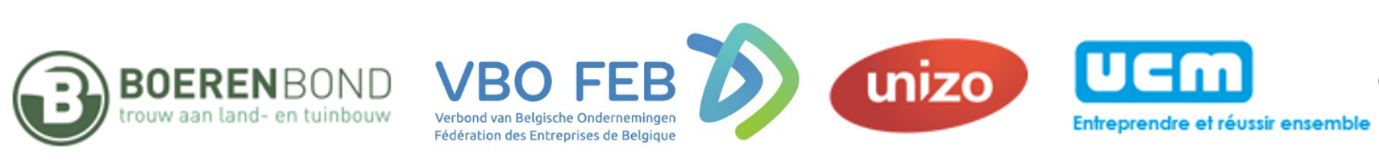 B BOERENBOND
trouw aan land- en tuinbouw
VBO FEB
Verbond van Belgische Ondernemingen
Fédération des Entreprises de Belgique
unizo
ucm
Entreprendre et réussir ensemble